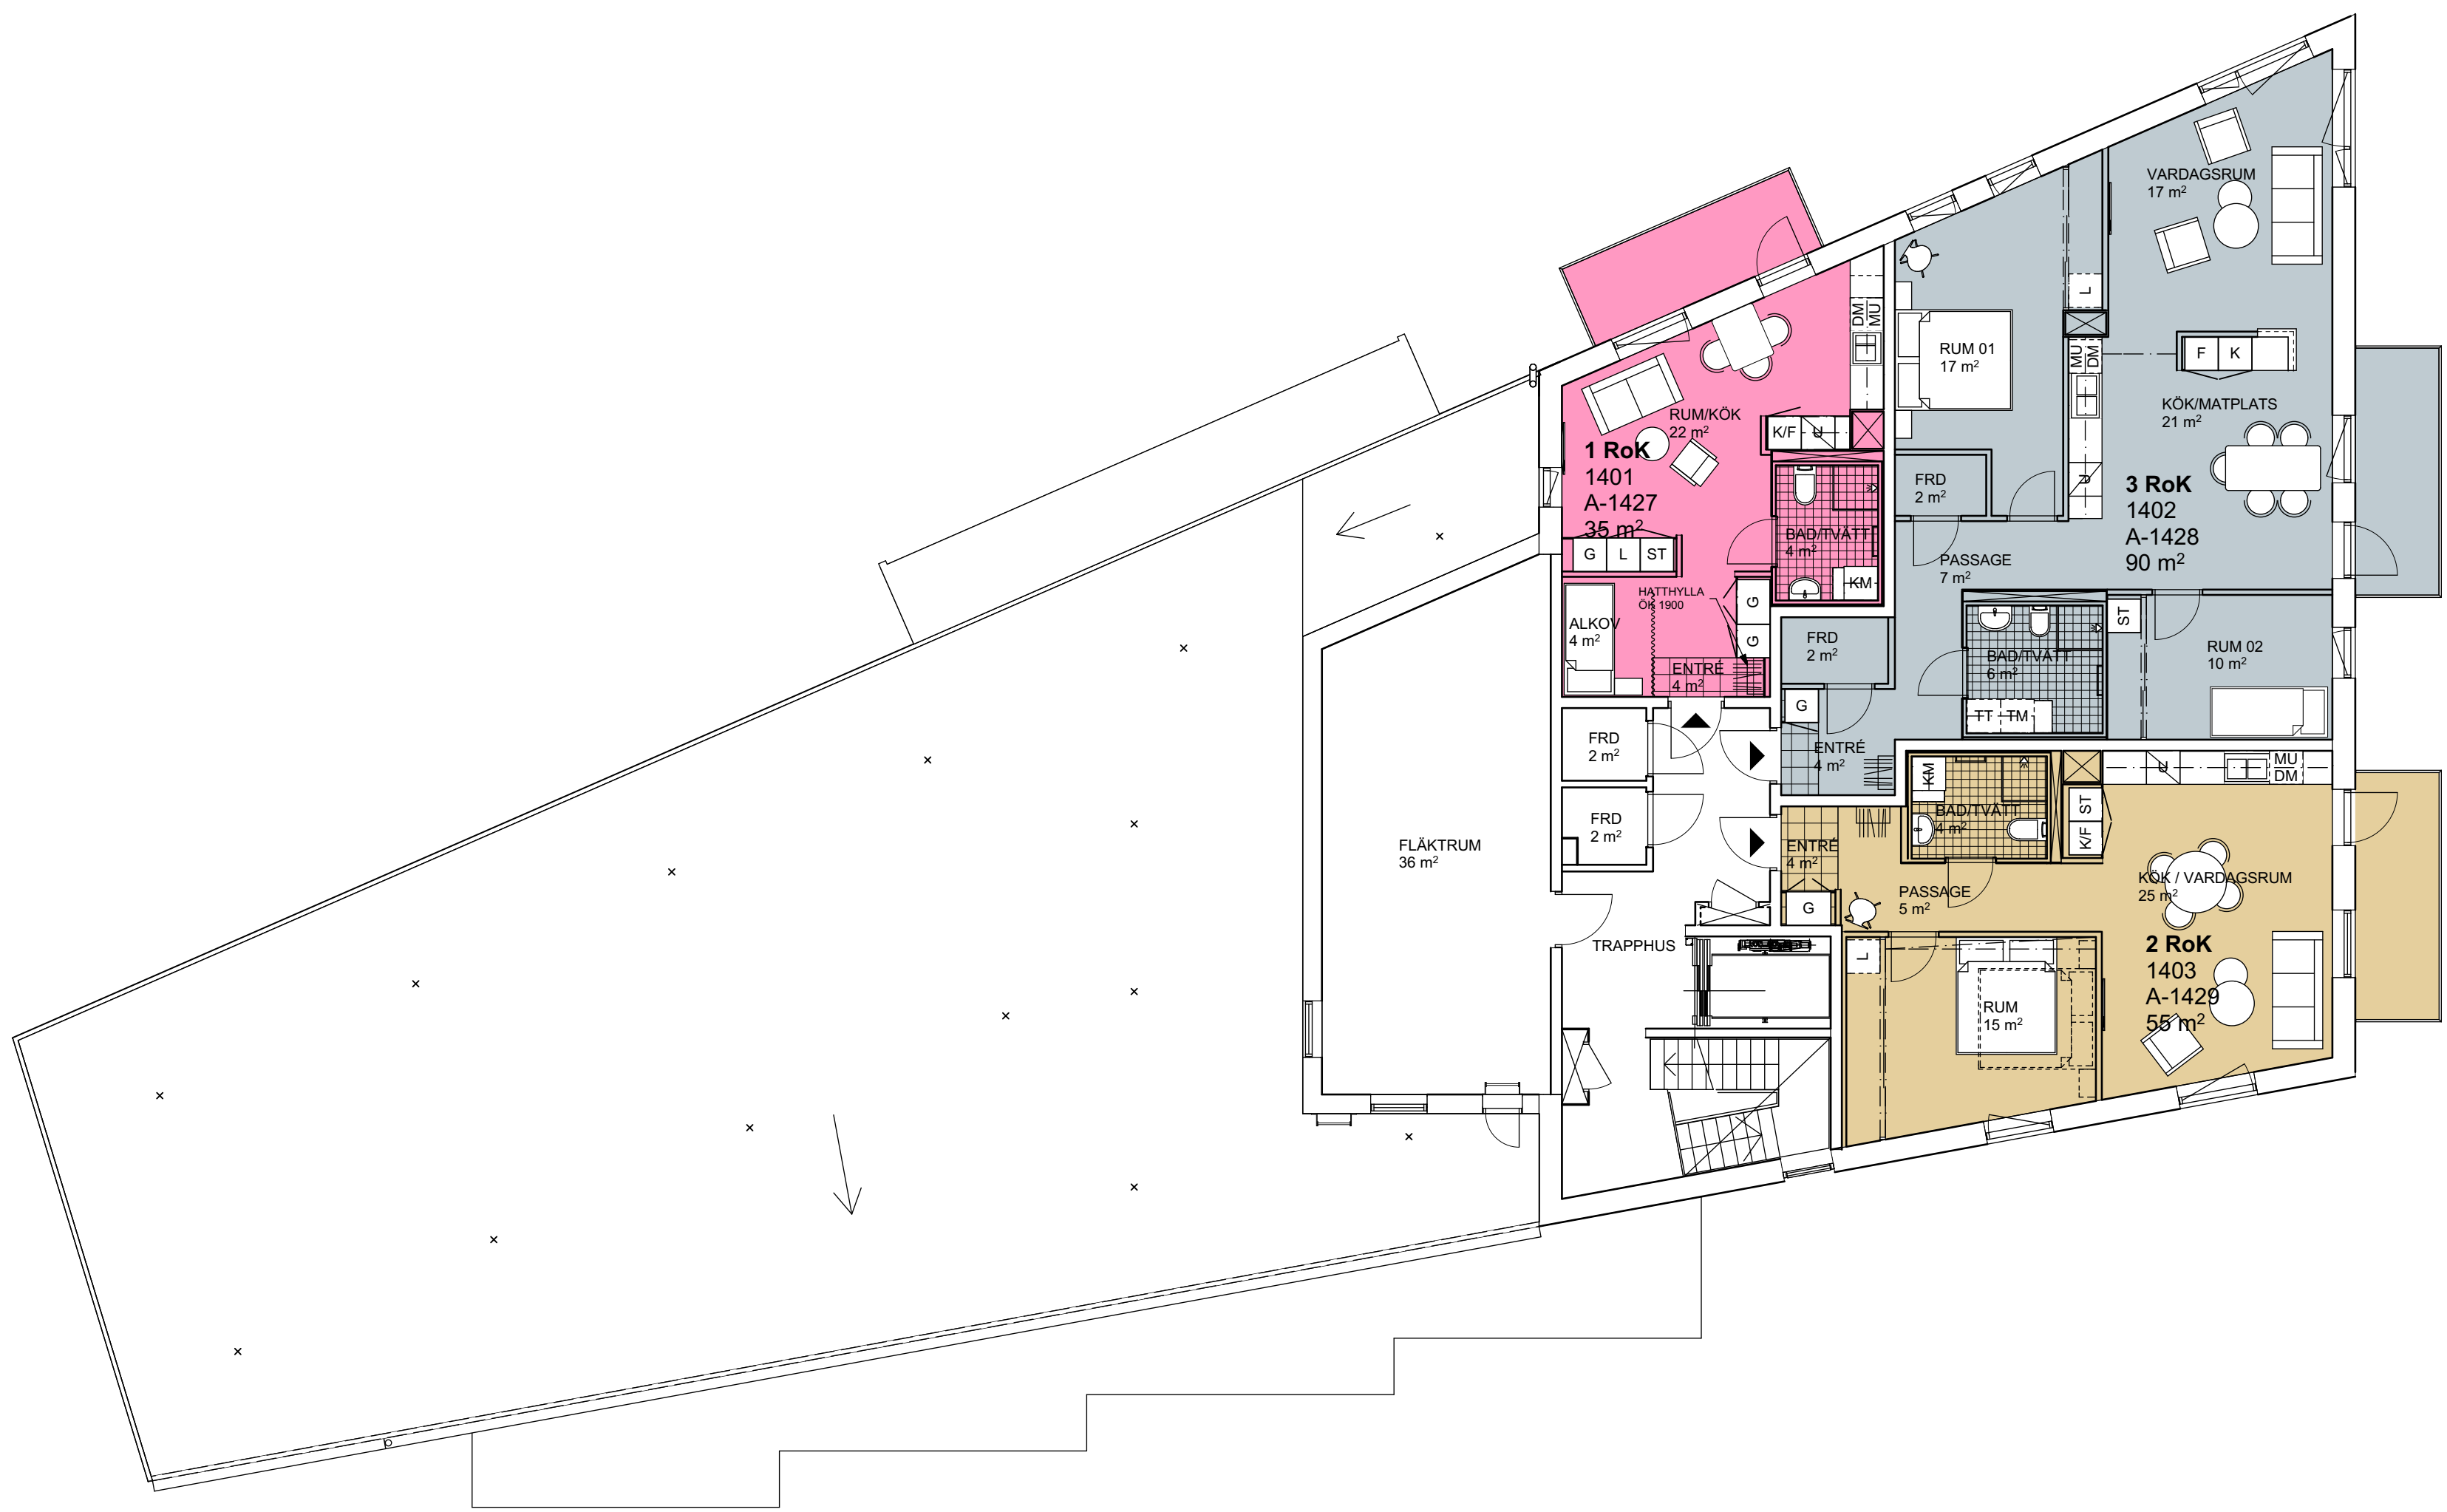 VARDAGSRUM
17 m²
L
RUM 01
17 m²
MU
DM
F
K
KÖK/MATPLATS
21 m²
U
FRD
2 m²
3 RoK
1402
A-1428
90 m²
PASSAGE
7 m²
FRD
2 m²
BAD/TVÄTT
6 m²
TT
TM
ST
RUM 02
10 m²
G
ENTRÉ
4 m²
DM
MU
RUM/KÖK
22 m²
K/F
U
1 RoK
1401
A-1427
35 m²
G
L
ST
BAD/TVÄTT
4 m²
KM
HATTHYLLA
ÖK 1900
G
G
ALKOV
4 m²
ENTRÉ
4 m²
FRD
2 m²
FRD
2 m²
FLÄKTRUM
36 m²
TRAPPHUS
KM
BAD/TVÄTT
4 m²
ENTRÉ
4 m²
G
PASSAGE
5 m²
U
MU
DM
ST
K/F
KÖK / VARDAGSRUM
25 m²
2 RoK
1403
A-1429
55 m²
L
RUM
15 m²